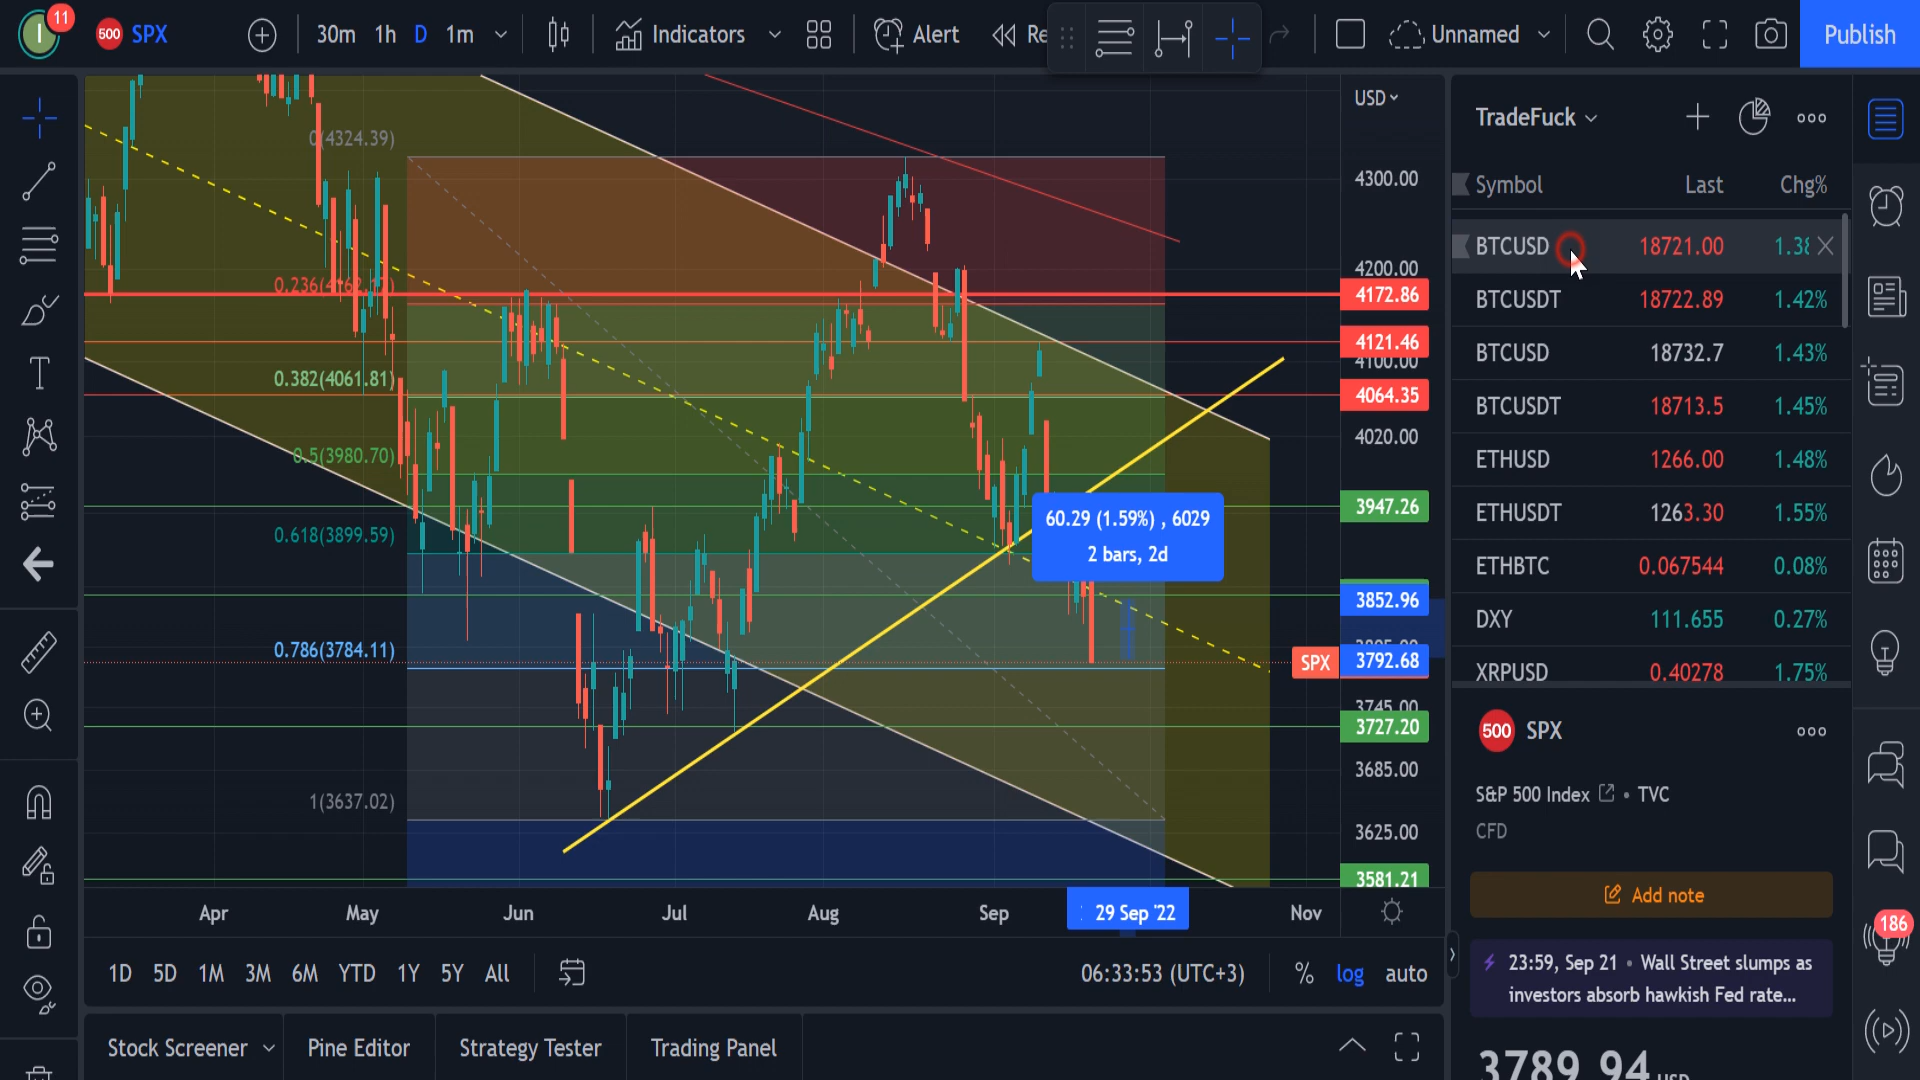 I
11
500 SPX
30m 1h D 1m
Indicators
Alert
Re
Unnamed
Publish
USD
0(4324.39)
0.382(4061.81)
0.5(3980.70)
0.618(3899.59)
0.786(3784.11)
1(3637.02)
60.29 (1.59%) , 6029
2 bars, 2d
4300.00
4200.00
4172.86
4121.46
4100.00
4064.35
4020.00
3947.26
3852.96
SPX 3792.68
3745.00
3727.20
3685.00
3625.00
3581.21
Apr May Jun Jul Aug Sep 29 Sep '22 Nov
1D 5D 1M 3M 6M YTD 1Y 5Y All
06:33:53 (UTC+3) % log auto
Stock Screener Pine Editor Strategy Tester Trading Panel
TradeFuck
Symbol Last Chg%
BTCUSD 18721.00 1.38
BTCUSDT 18722.89 1.42%
BTCUSD 18732.7 1.43%
BTCUSDT 18713.5 1.45%
ETHUSD 1266.00 1.48%
ETHUSDT 1263.30 1.55%
ETHBTC 0.067544 0.08%
DXY 111.655 0.27%
XRPUSD 0.40278 1.75%
500 SPX
S&P 500 Index • TVC
CFD
Add note
23:59, Sep 21 • Wall Street slumps as
investors absorb hawkish Fed rate...
3789.94 USD
186